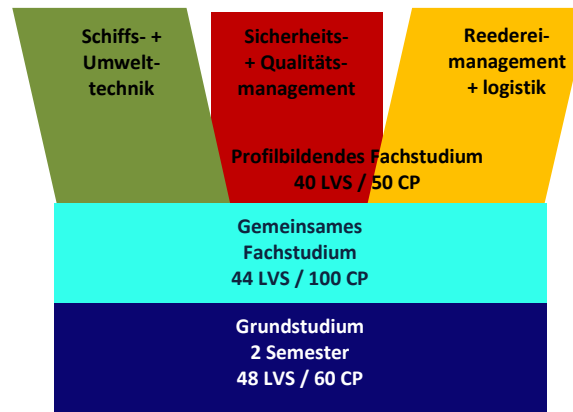 Schiffs- +
Umwelt-
technik
Sicherheits-
+ Qualitäts-
management
Reederei-
management
+ logistik
Profilbildendes Fachstudium
40 LVS / 50 CP
Gemeinsames
Fachstudium
44 LVS / 100 CP
Grundstudium
2 Semester
48 LVS / 60 CP